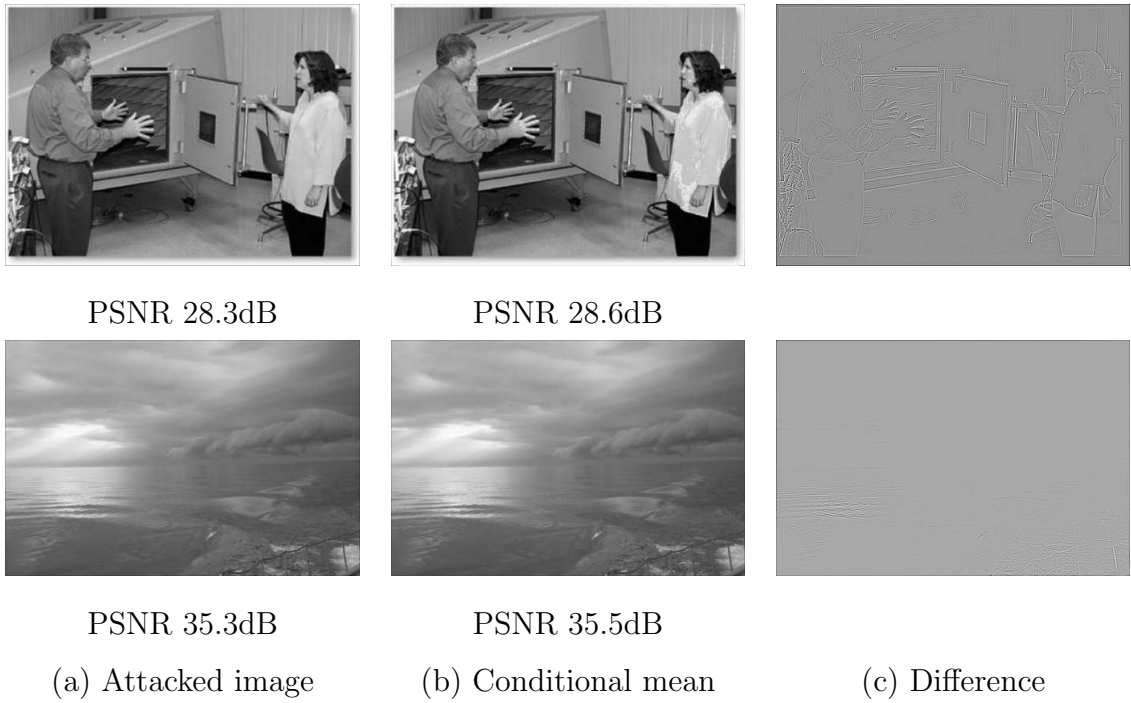 PSNR 28.3dB
PSNR 28.6dB
PSNR 35.3dB
PSNR 35.5dB
(a) Attacked image
(b) Conditional mean
(c) Difference